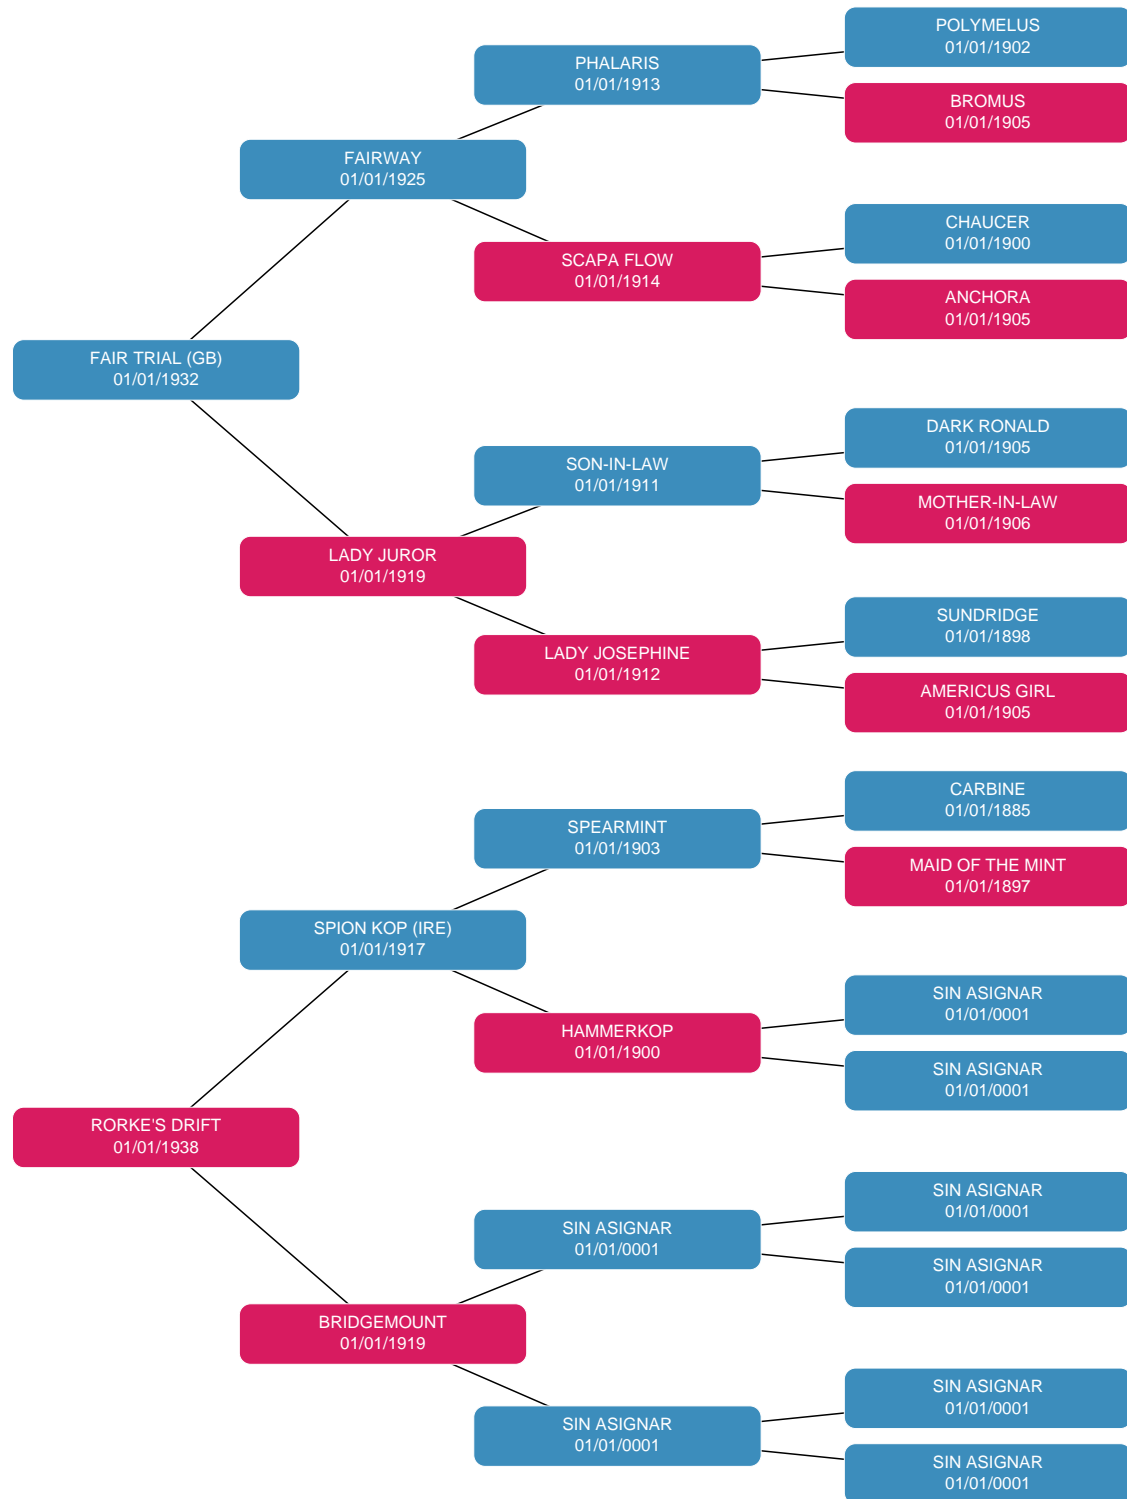 POLYMELUS
01/01/1902
PHALARIS
01/01/1913
BROMUS
01/01/1905
FAIRWAY
01/01/1925
CHAUCER
01/01/1900
SCAPA FLOW
01/01/1914
ANCHORA
01/01/1905
FAIR TRIAL (GB)
01/01/1932
DARK RONALD
01/01/1905
SON-IN-LAW
01/01/1911
MOTHER-IN-LAW
01/01/1906
LADY JUROR
01/01/1919
SUNDRIDGE
01/01/1898
LADY JOSEPHINE
01/01/1912
AMERICUS GIRL
01/01/1905
CARBINE
01/01/1885
SPEARMINT
01/01/1903
MAID OF THE MINT
01/01/1897
SPION KOP (IRE)
01/01/1917
SIN ASIGNAR
01/01/0001
HAMMERKOP
01/01/1900
SIN ASIGNAR
01/01/0001
RORKE'S DRIFT
01/01/1938
SIN ASIGNAR
01/01/0001
SIN ASIGNAR
01/01/0001
SIN ASIGNAR
01/01/0001
BRIDGEMOUNT
01/01/1919
SIN ASIGNAR
01/01/0001
SIN ASIGNAR
01/01/0001
SIN ASIGNAR
01/01/0001